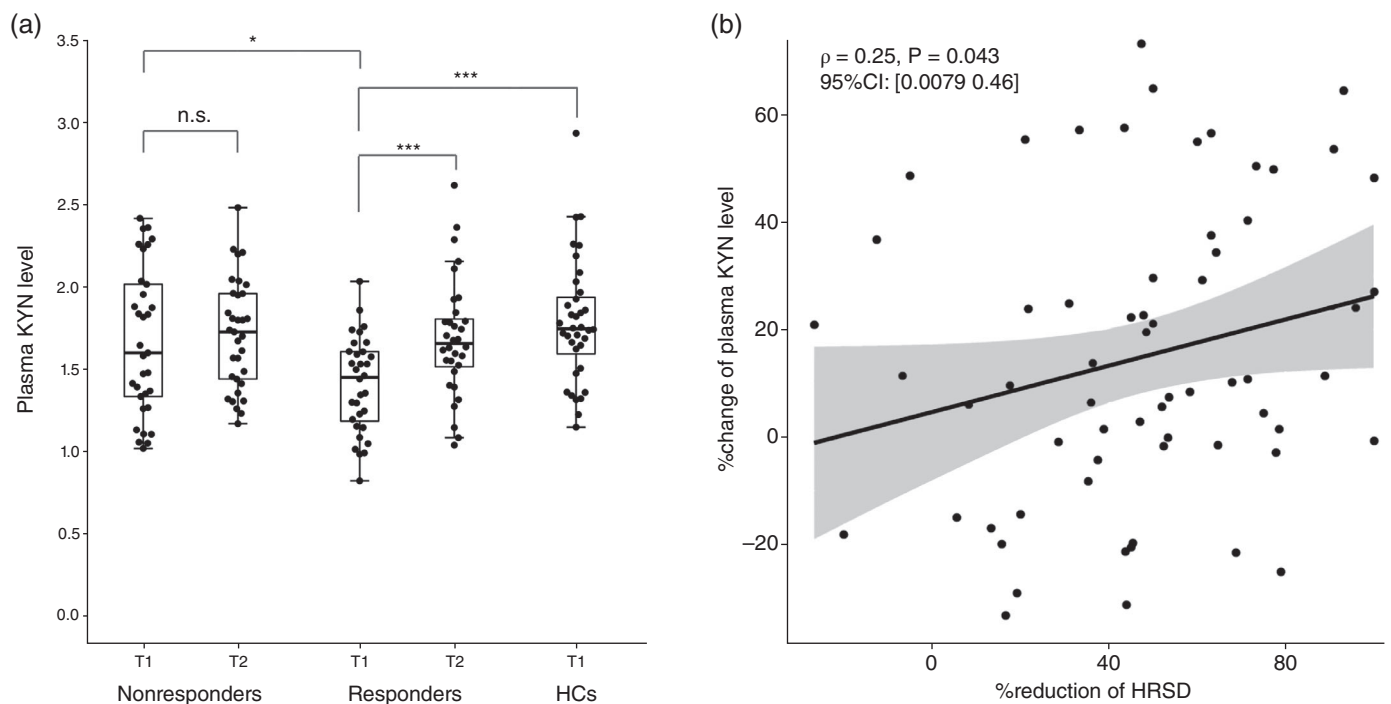 (a)
3.5
3.0
2.5
2.0
1.5
1.0
0.5
0.0
Plasma KYN level
*
***
n.s.
***
T1 T2 T1 T2 T1
Nonresponders Responders HCs
(b)
ρ = 0.25, P = 0.043
95%CI: [0.0079 0.46]
60
40
20
0
–20
%change of plasma KYN level
0 40 80
%reduction of HRSD